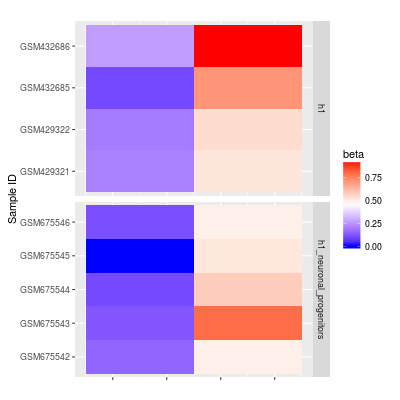 Sample ID
GSM432686
GSM432685
GSM429322
GSM429321
h1
GSM675546
GSM675545
GSM675544
GSM675543
GSM675542
h1_neuronal_progenitors
beta
0.75
0.50
0.25
0.00